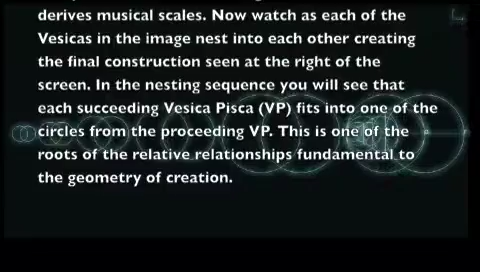 derives musical scales. Now watch as each of the
Vesicas in the image nest into each other creating
the final construction seen at the right of the
screen. In the nesting sequence you will see that
each succeeding Vesica Pisca (VP) fits into one of the
circles from the proceeding VP. This is one of the
roots of the relative relationships fundamental to
the geometry of creation.